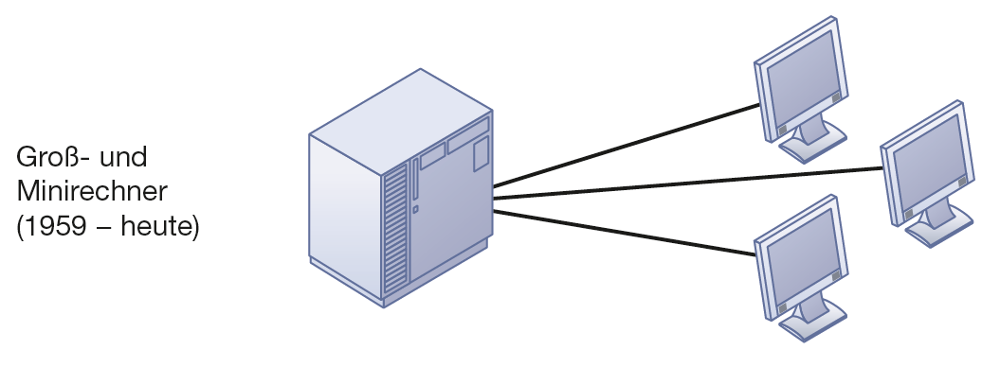 Groß- und
Minirechner
(1959 – heute)